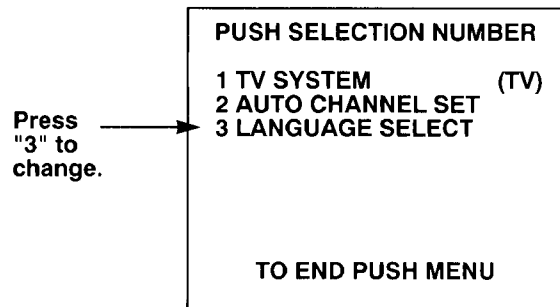 PUSH SELECTION NUMBER
1 TV SYSTEM (TV)
2 AUTO CHANNEL SET
3 LANGUAGE SELECT
Press
"3" to
change.
TO END PUSH MENU